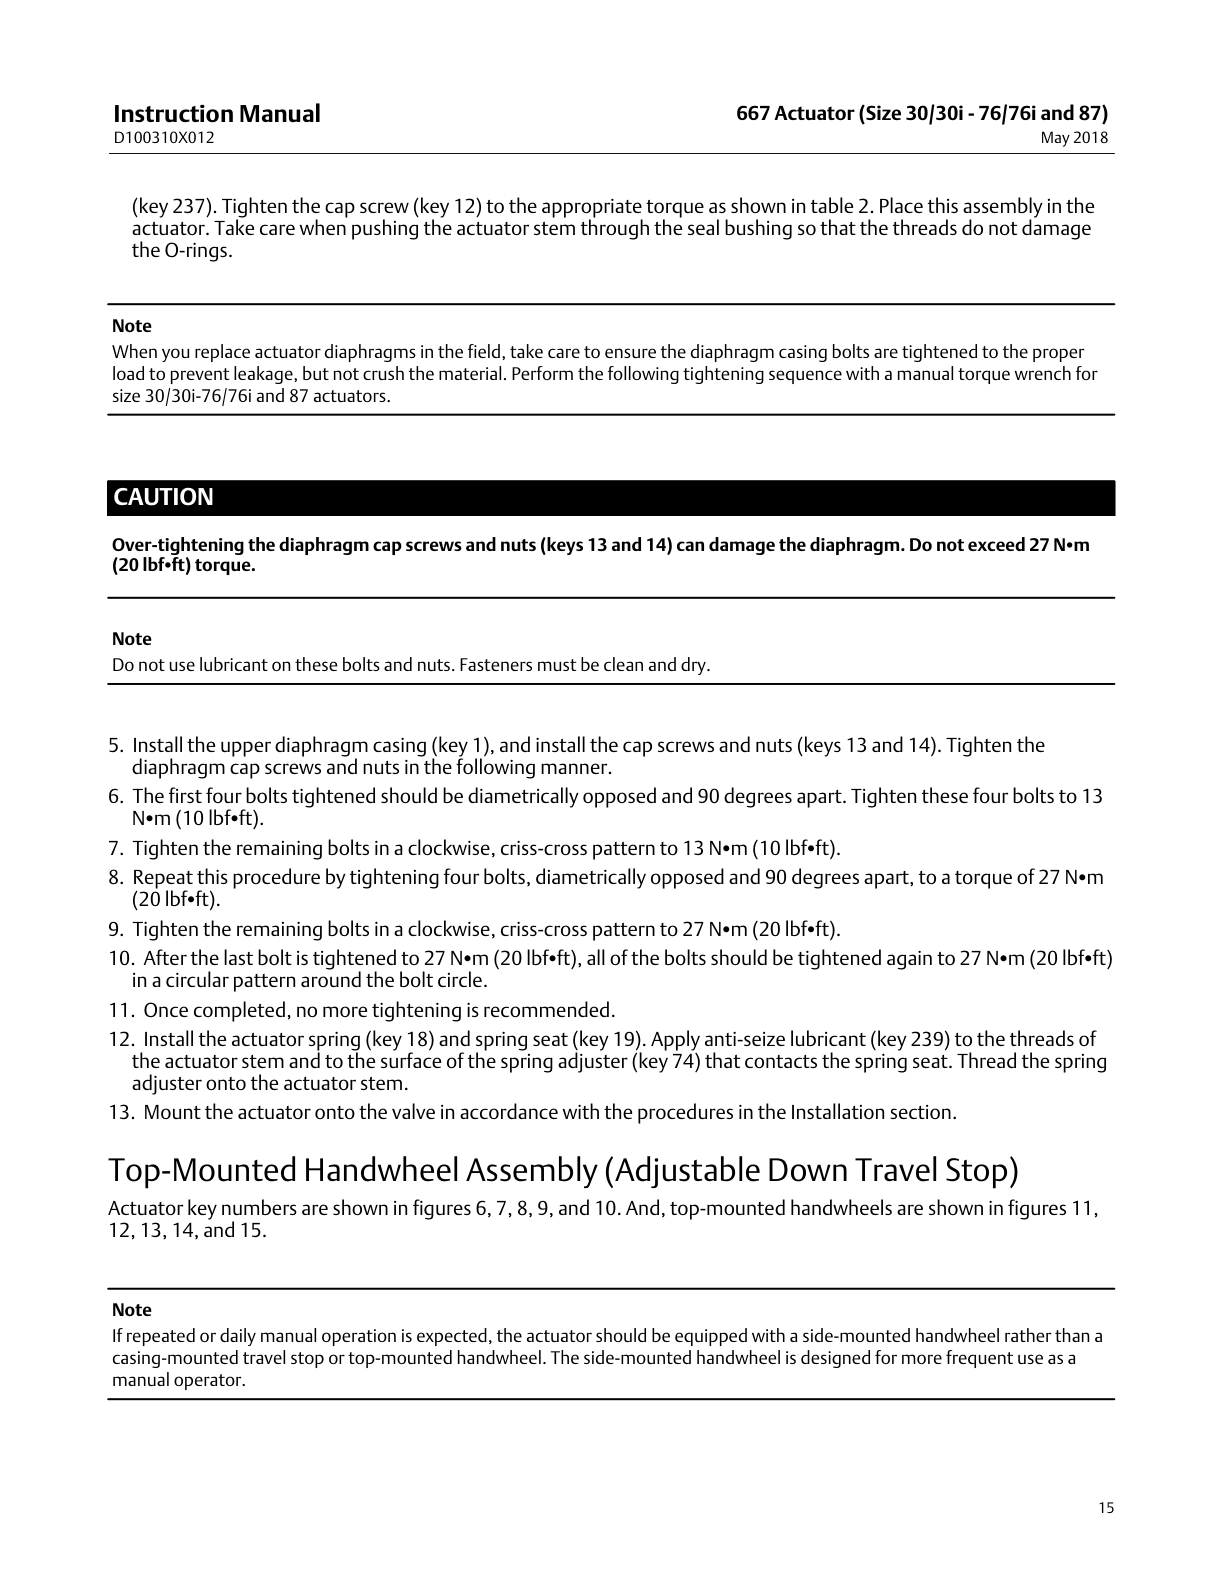 Instruction Manual
D100310X012
667 Actuator (Size 30/30i - 76/76i and 87)
May 2018
(key 237). Tighten the cap screw (key 12) to the appropriate torque as shown in table 2. Place this assembly in the
actuator. Take care when pushing the actuator stem through the seal bushing so that the threads do not damage
the O-rings.
Note
When you replace actuator diaphragms in the field, take care to ensure the diaphragm casing bolts are tightened to the proper
load to prevent leakage, but not crush the material. Perform the following tightening sequence with a manual torque wrench for
size 30/30i-76/76i and 87 actuators.
CAUTION
Over-tightening the diaphragm cap screws and nuts (keys 13 and 14) can damage the diaphragm. Do not exceed 27 N•m
(20 lbf•ft) torque.
Note
Do not use lubricant on these bolts and nuts. Fasteners must be clean and dry.
5. Install the upper diaphragm casing (key 1), and install the cap screws and nuts (keys 13 and 14). Tighten the
diaphragm cap screws and nuts in the following manner.
6. The first four bolts tightened should be diametrically opposed and 90 degrees apart. Tighten these four bolts to 13
N•m (10 lbf•ft).
7. Tighten the remaining bolts in a clockwise, criss-cross pattern to 13 N•m (10 lbf•ft).
8. Repeat this procedure by tightening four bolts, diametrically opposed and 90 degrees apart, to a torque of 27 N•m
(20 lbf•ft).
9. Tighten the remaining bolts in a clockwise, criss-cross pattern to 27 N•m (20 lbf•ft).
10. After the last bolt is tightened to 27 N•m (20 lbf•ft), all of the bolts should be tightened again to 27 N•m (20 lbf•ft)
in a circular pattern around the bolt circle.
11. Once completed, no more tightening is recommended.
12. Install the actuator spring (key 18) and spring seat (key 19). Apply anti-seize lubricant (key 239) to the threads of
the actuator stem and to the surface of the spring adjuster (key 74) that contacts the spring seat. Thread the spring
adjuster onto the actuator stem.
13. Mount the actuator onto the valve in accordance with the procedures in the Installation section.
Top-Mounted Handwheel Assembly (Adjustable Down Travel Stop)
Actuator key numbers are shown in figures 6, 7, 8, 9, and 10. And, top-mounted handwheels are shown in figures 11,
12, 13, 14, and 15.
Note
If repeated or daily manual operation is expected, the actuator should be equipped with a side-mounted handwheel rather than a
casing-mounted travel stop or top-mounted handwheel. The side-mounted handwheel is designed for more frequent use as a
manual operator.
15